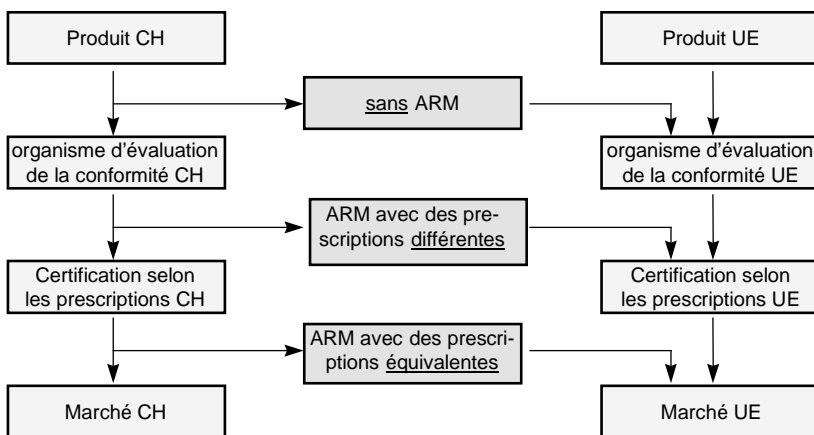 Produit CH
Produit UE
sans ARM
organisme d'évaluation
de la conformité CH
organisme d'évaluation
de la conformité UE
ARM avec des pre-
scriptions différentes
Certification selon
les prescriptions CH
Certification selon
les prescriptions UE
ARM avec des prescri-
ptions équivalentes
Marché CH
Marché UE